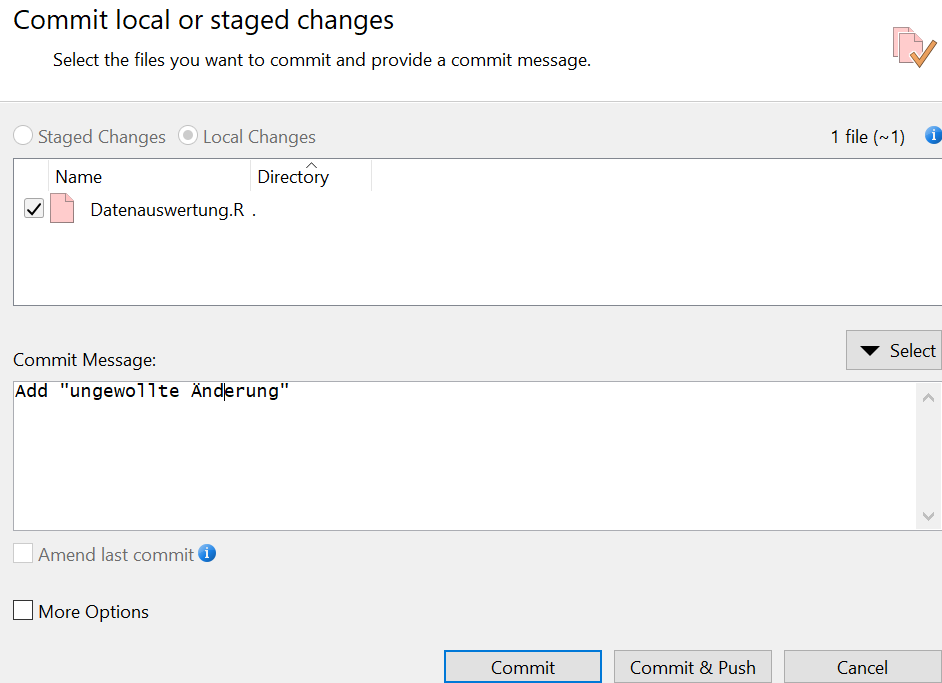 Commit local or staged changes
Select the files you want to commit and provide a commit message.
Staged Changes Local Changes 1 file (~1)
Name Directory
Datenauswertung.R .
Select
Commit Message:
Add "ungewollte Änderung"
Amend last commit
More Options
Commit Commit & Push Cancel